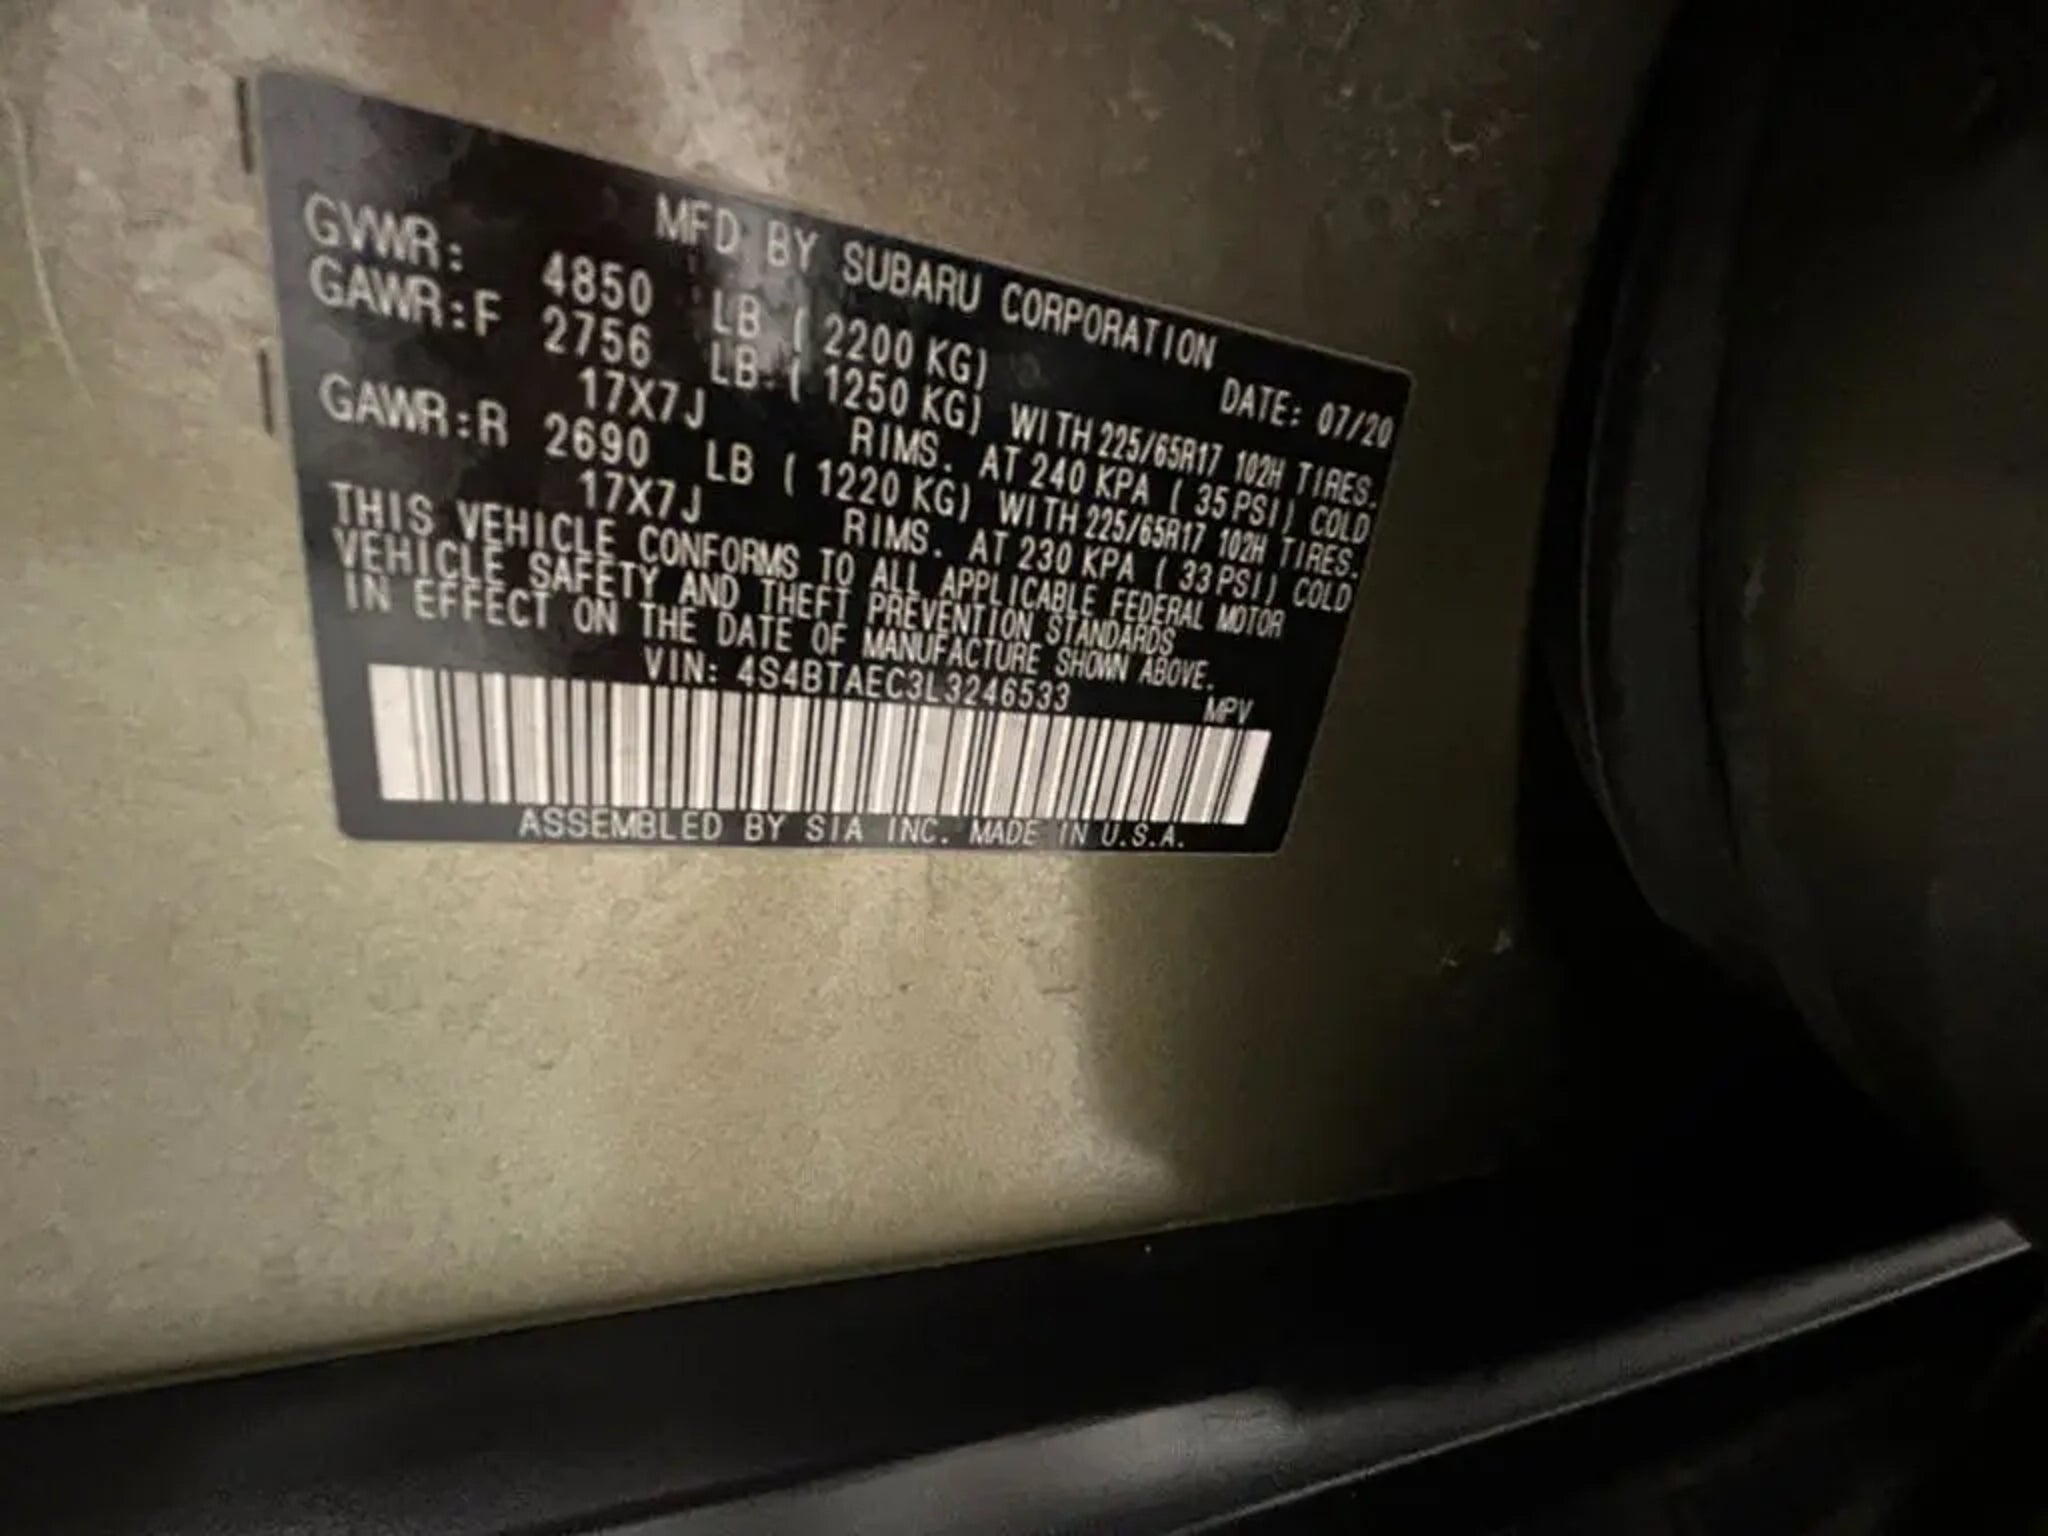 MFD BY SUBARU CORPORATION
GVWR: 4850 LB ( 2200 KG) DATE: 07/20
GAWR:F 2756 LB ( 1250 KG) WITH 225/65R17 102H TIRES.
17X7J RIMS. AT 240 KPA ( 35 PSI) COLD
GAWR:R 2690 LB ( 1220 KG) WITH 225/65R17 102H TIRES.
17X7J RIMS. AT 230 KPA ( 33 PSI) COLD
THIS VEHICLE CONFORMS TO ALL APPLICABLE FEDERAL MOTOR
VEHICLE SAFETY AND THEFT PREVENTION STANDARDS
IN EFFECT ON THE DATE OF MANUFACTURE SHOWN ABOVE.
VIN: 4S4BTAEC3L3246533 MPV
ASSEMBLED BY SIA INC. MADE IN U.S.A.